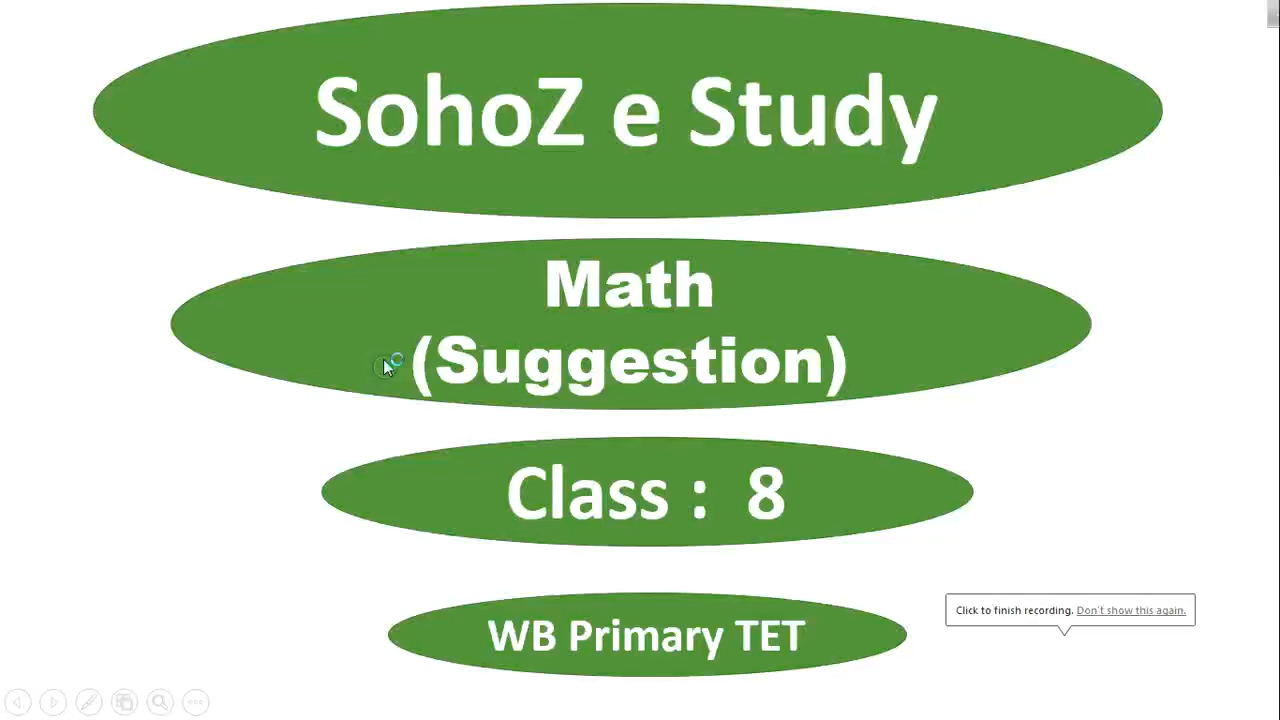 SohoZ e Study
Math
(Suggestion)
Class :  8
WB Primary TET
Click to finish recording. Don't show this again.